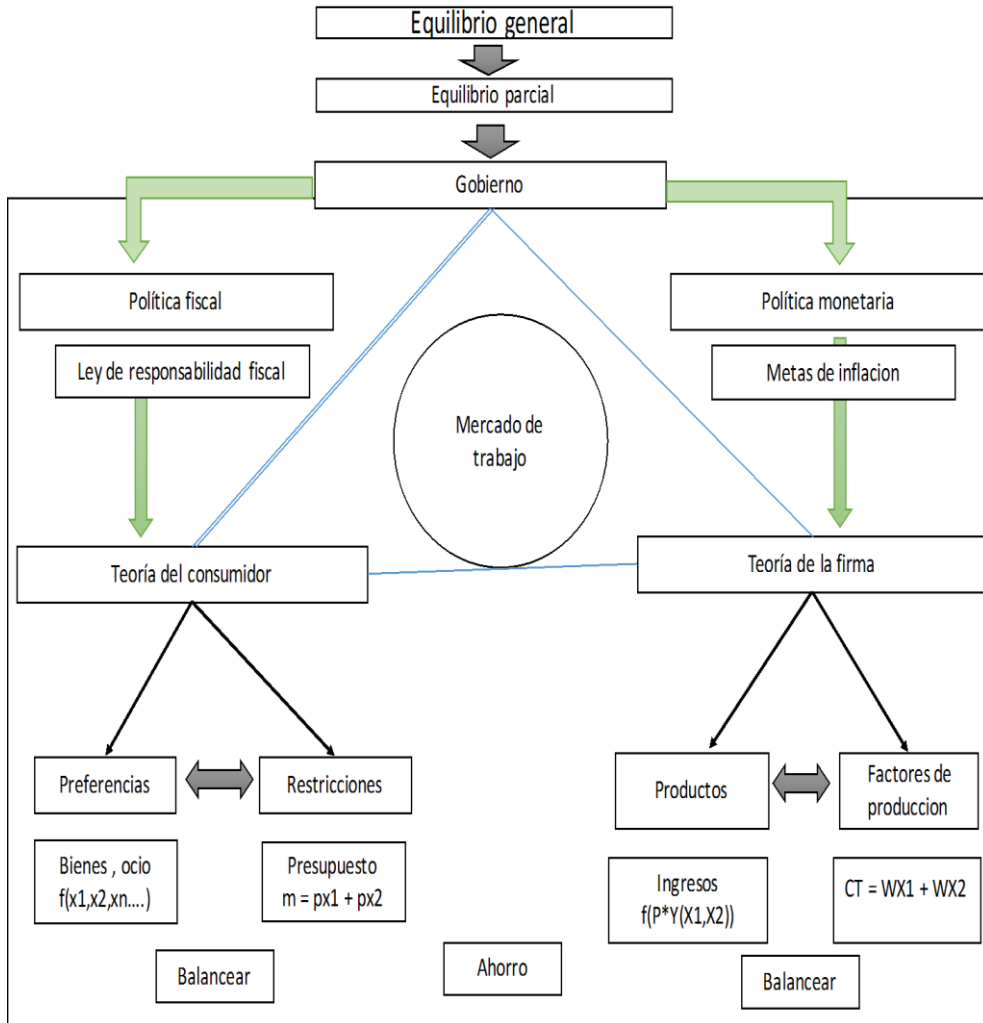 Equilibrio general
Equilibrio parcial
Gobierno
Política fiscal
Política monetaria
Ley de responsabilidad fiscal
Metas de inflacion
Mercado de
trabajo
Teoría del consumidor
Teoría de la firma
Preferencias
Restricciones
Productos
Factores de
produccion
Bienes , ocio
f(x1,x2,xn....)
Presupuesto
m = px1 + px2
Ingresos
f(P*Y(X1,X2))
CT = WX1 + WX2
Balancear
Ahorro
Balancear